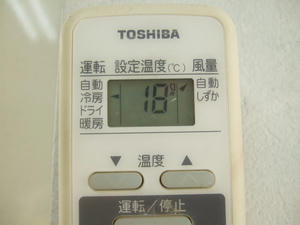 TOSHIBA
運転 設定温度(℃) 風量
自動
冷房
ドライ
暖房
18
自動
しずか
▼ 温度 ▲
運転/停止